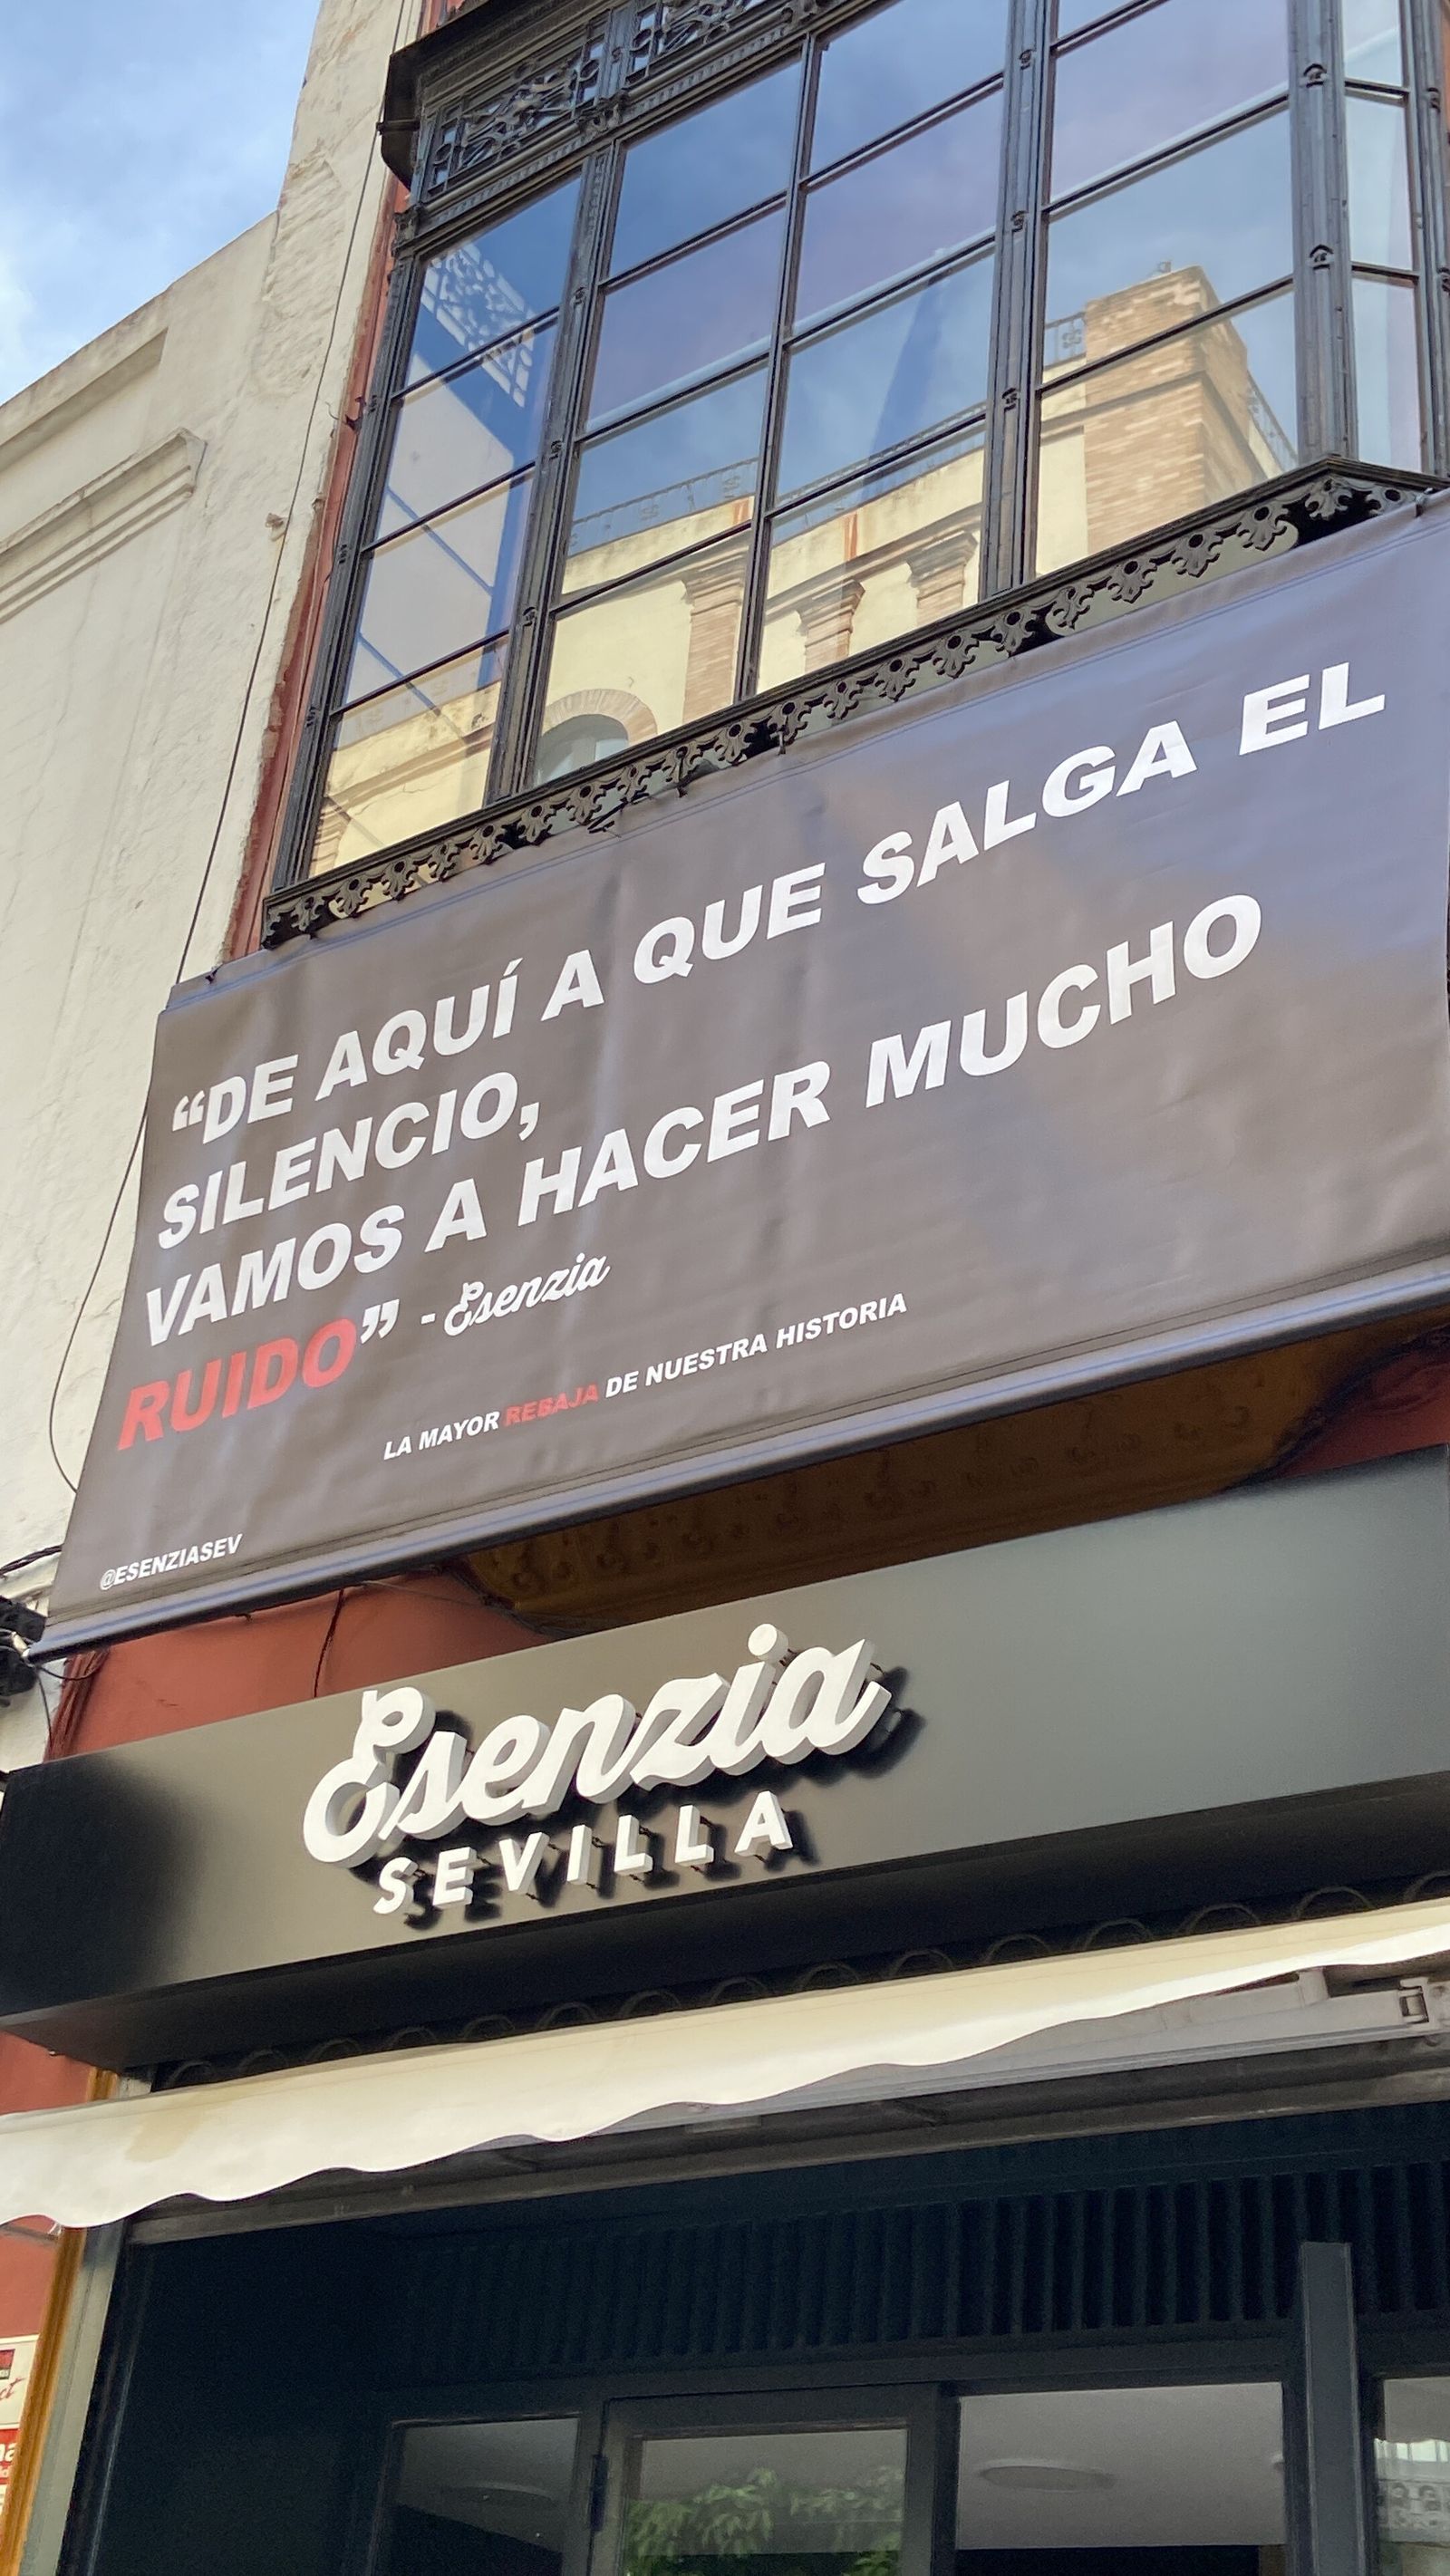 “DE AQUÍ A QUE SALGA EL
SILENCIO,
VAMOS A HACER MUCHO
RUIDO” - Esenzia
LA MAYOR REBAJA DE NUESTRA HISTORIA
@ESENZIASEV
Esenzia
SEVILLA